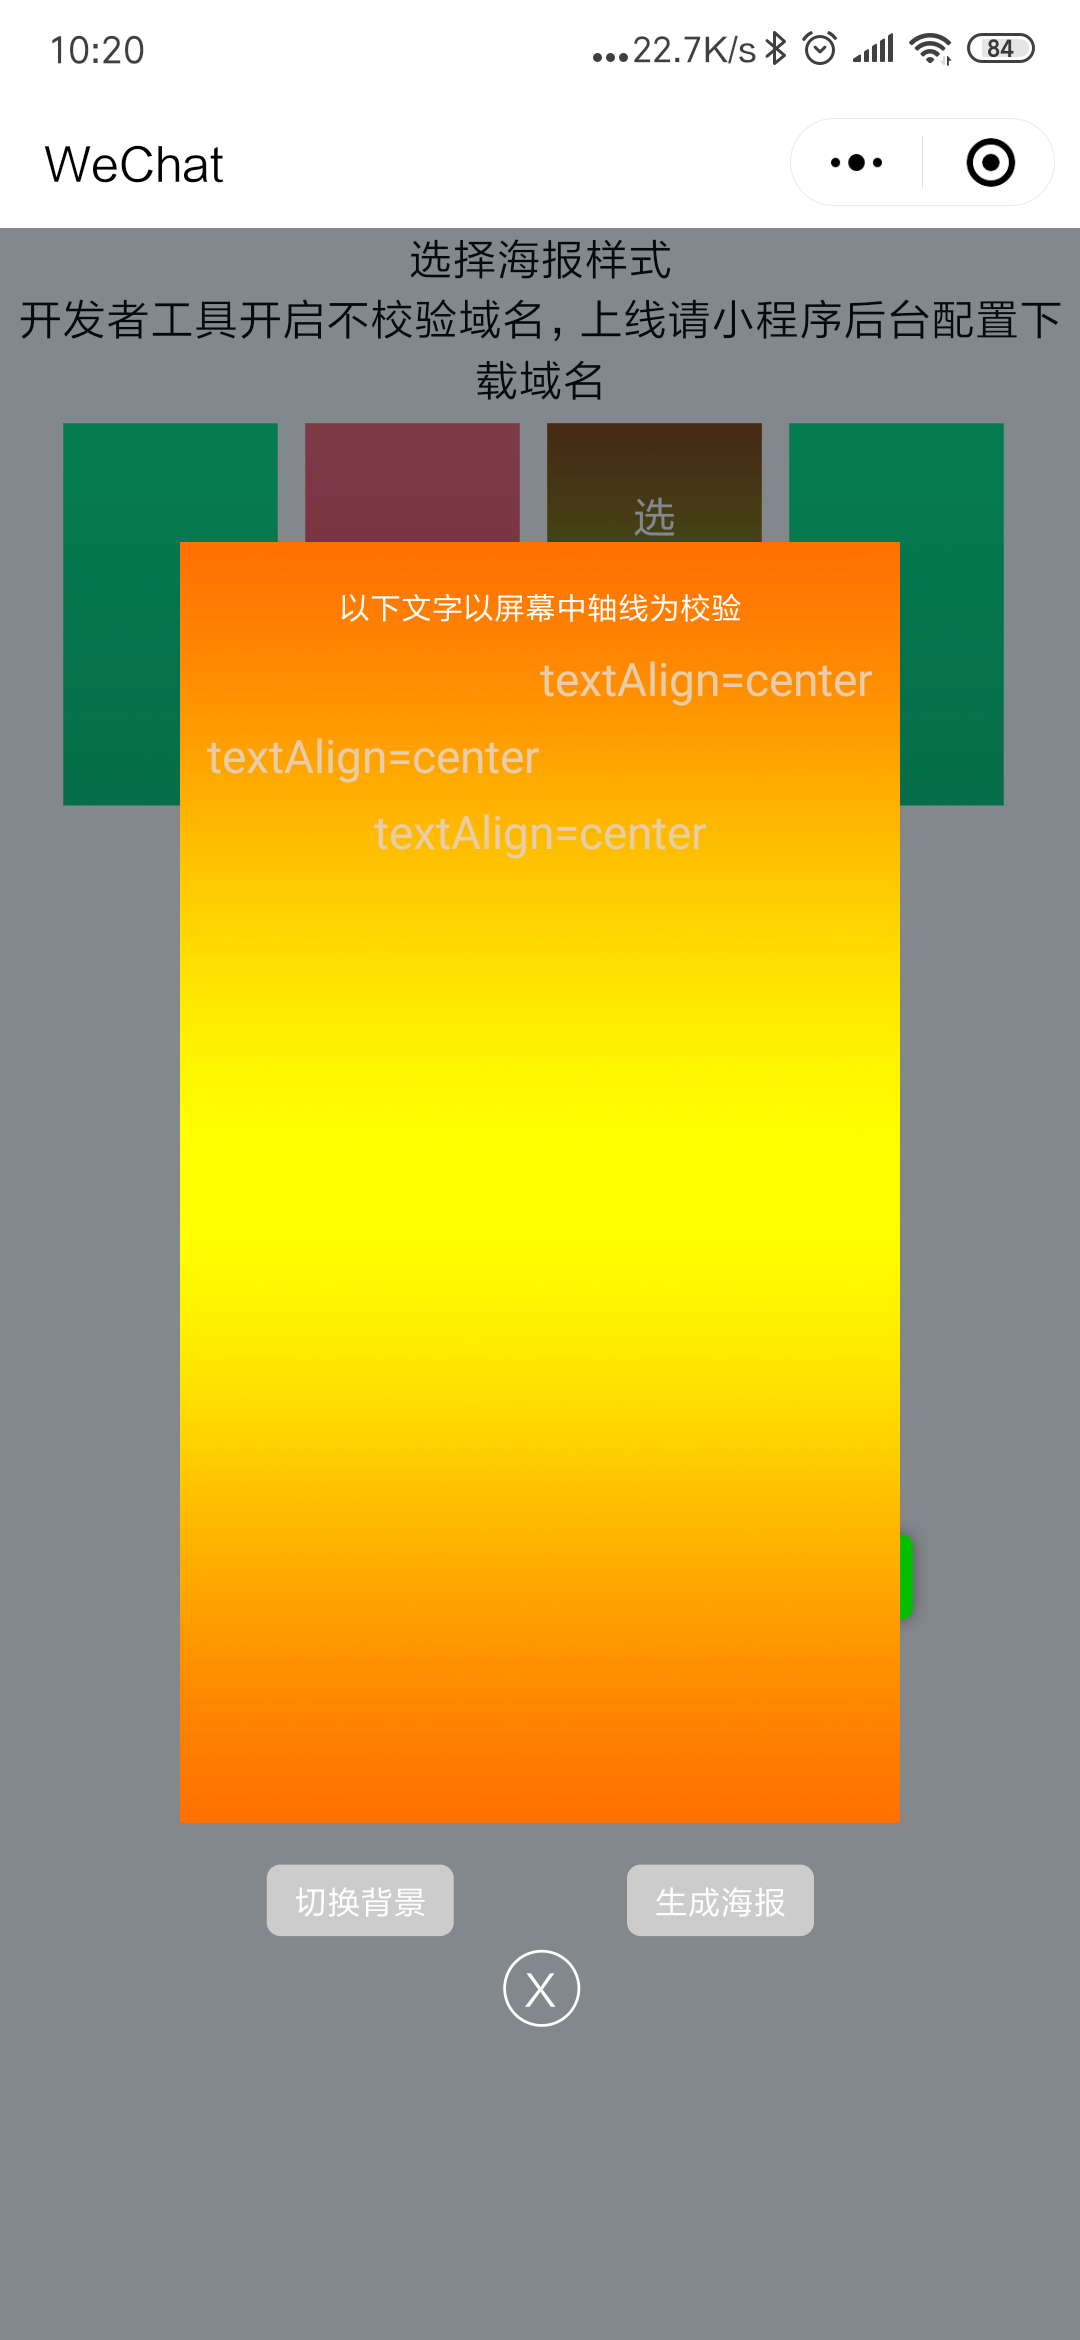 10:20
...22.7K/s
84
WeChat
选择海报样式
开发者工具开启不校验域名，上线请小程序后台配置下
载域名
选
以下文字以屏幕中轴线为校验
textAlign=center
textAlign=center
textAlign=center
切换背景
生成海报
X